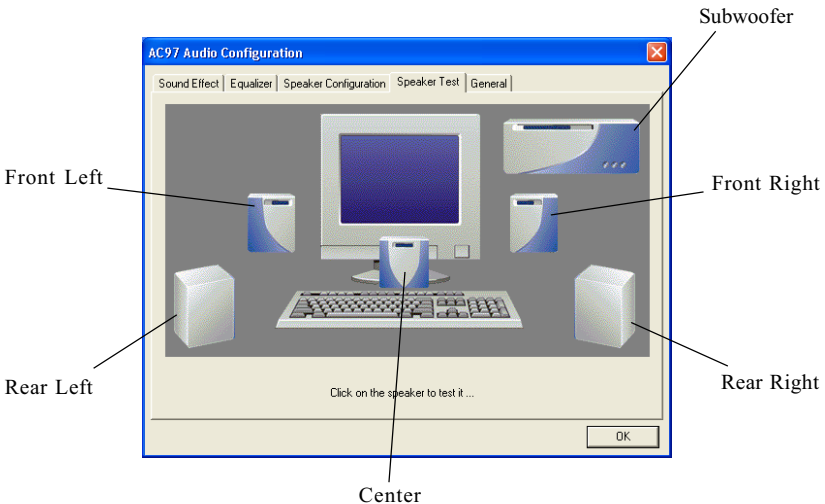 Subwoofer
AC97 Audio Configuration
Sound Effect Equalizer Speaker Configuration Speaker Test General
Front Left
Front Right
Rear Left
Rear Right
Click on the speaker to test it ...
OK
Center